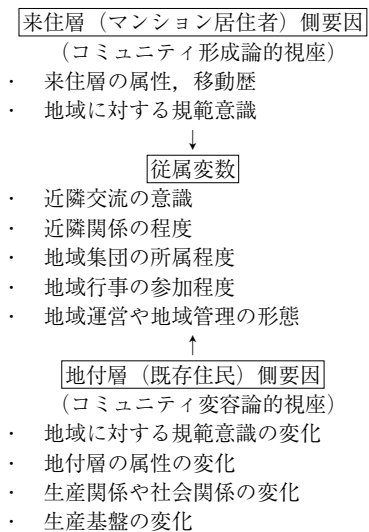 来住層（マンション居住者）側要因
（コミュニティ形成論的視座）
・ 来住層の属性，移動歴
・ 地域に対する規範意識
↓
従属変数
・ 近隣交流の意識
・ 近隣関係の程度
・ 地域集団の所属程度
・ 地域行事の参加程度
・ 地域運営や地域管理の形態
↑
地付層（既存住民）側要因
（コミュニティ変容論的視座）
・ 地域に対する規範意識の変化
・ 地付層の属性の変化
・ 生産関係や社会関係の変化
・ 生産基盤の変化